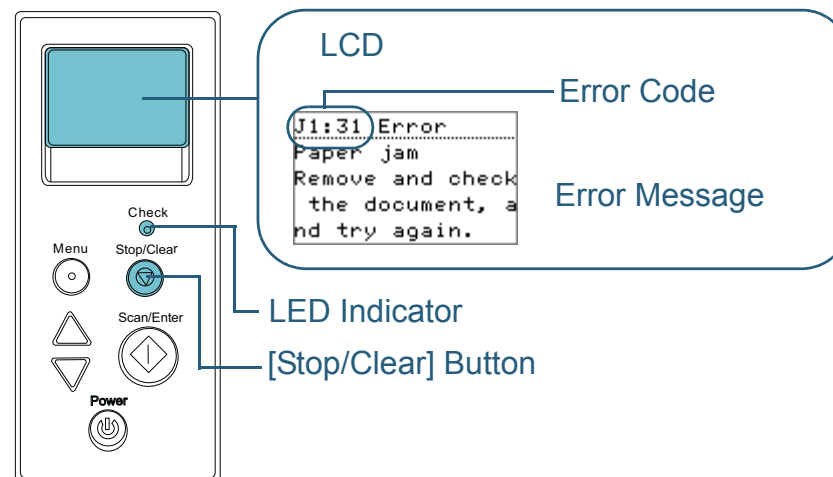 LCD
Error Code
J1:31 Error
Paper jam
Remove and check
the document, a
nd try again.
Error Message
Check
Menu
Stop/Clear
LED Indicator
Scan/Enter
[Stop/Clear] Button
Power